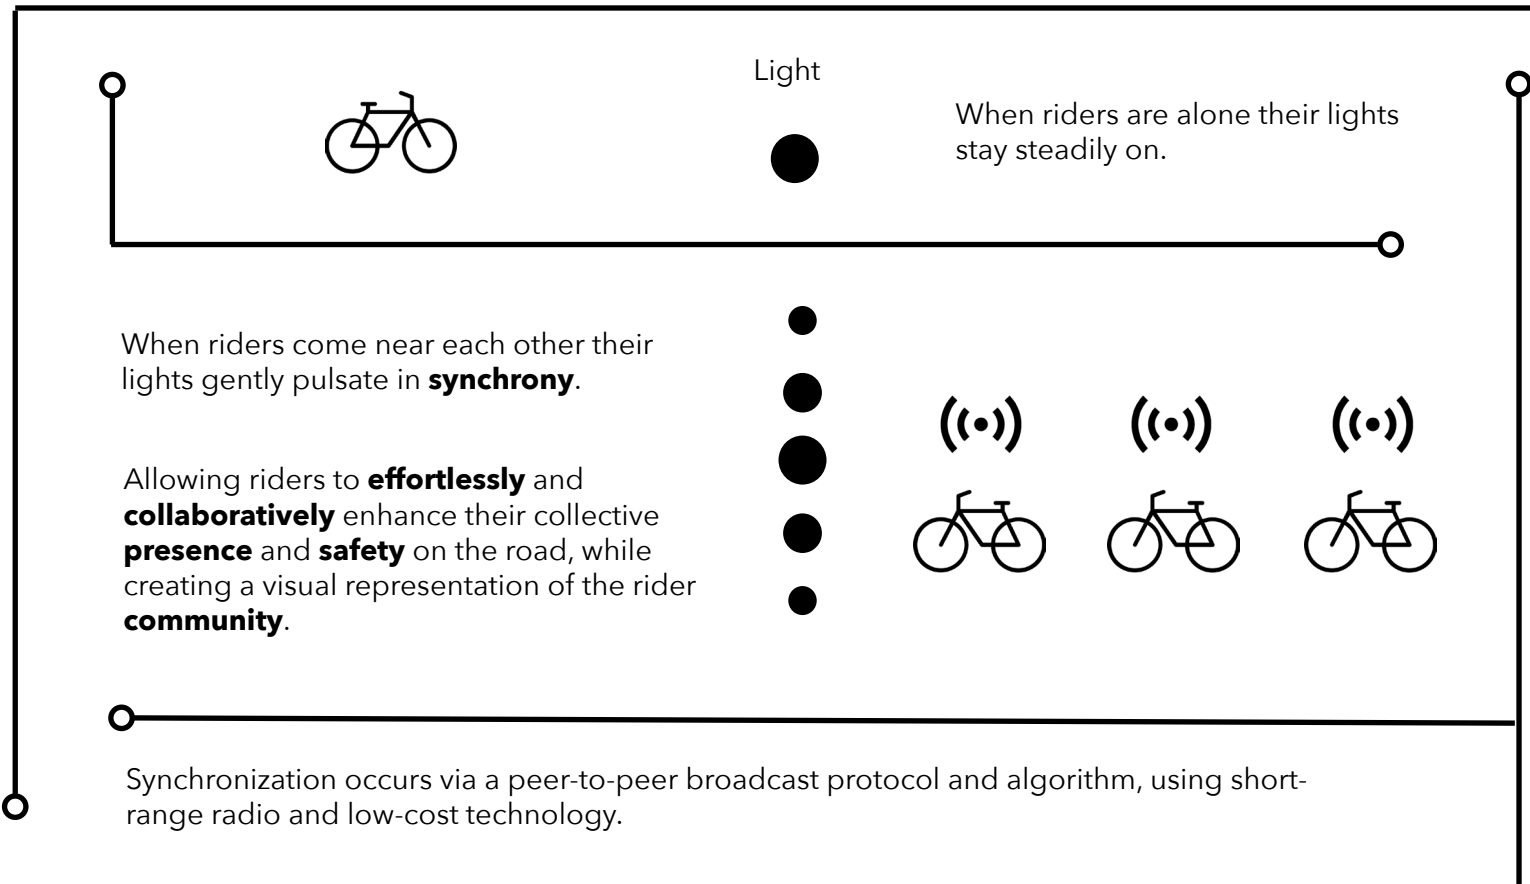 Light
When riders are alone their lights
stay steadily on.
When riders come near each other their
lights gently pulsate in synchrony.
Allowing riders to effortlessly and
collaboratively enhance their collective
presence and safety on the road, while
creating a visual representation of the rider
community.
Synchronization occurs via a peer-to-peer broadcast protocol and algorithm, using short-
range radio and low-cost technology.